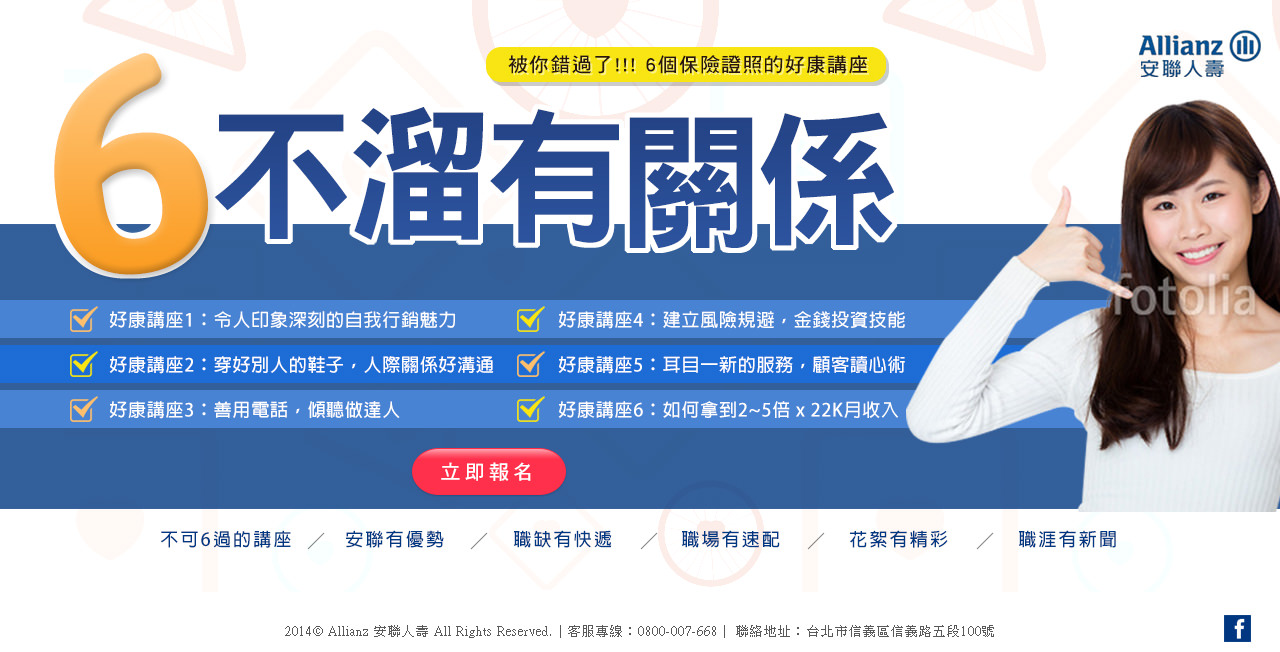 被你錯過了!!! 6個保險證照的好康講座
Allianz
安聯人壽
6不溜有關係
fotolia
好康講座1：令人印象深刻的自我行銷魅力
好康講座4：建立風險規避，金錢投資技能
好康講座2：穿好別人的鞋子，人際關係好溝通
好康講座5：耳目一新的服務，顧客讀心術
好康講座3：善用電話，傾聽做達人
好康講座6：如何拿到2~5倍 x 22K月收入
立即報名
不可6過的講座 ／ 安聯有優勢 ／ 職缺有快遞 ／ 職場有速配 ／ 花絮有精彩 ／ 職涯有新聞
2014© Allianz 安聯人壽 All Rights Reserved. | 客服專線：0800-007-668 | 聯絡地址：台北市信義區信義路五段100號
f